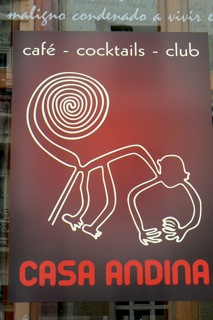 maligno condenado a vivir e
café - cocktails - club
CASA ANDINA